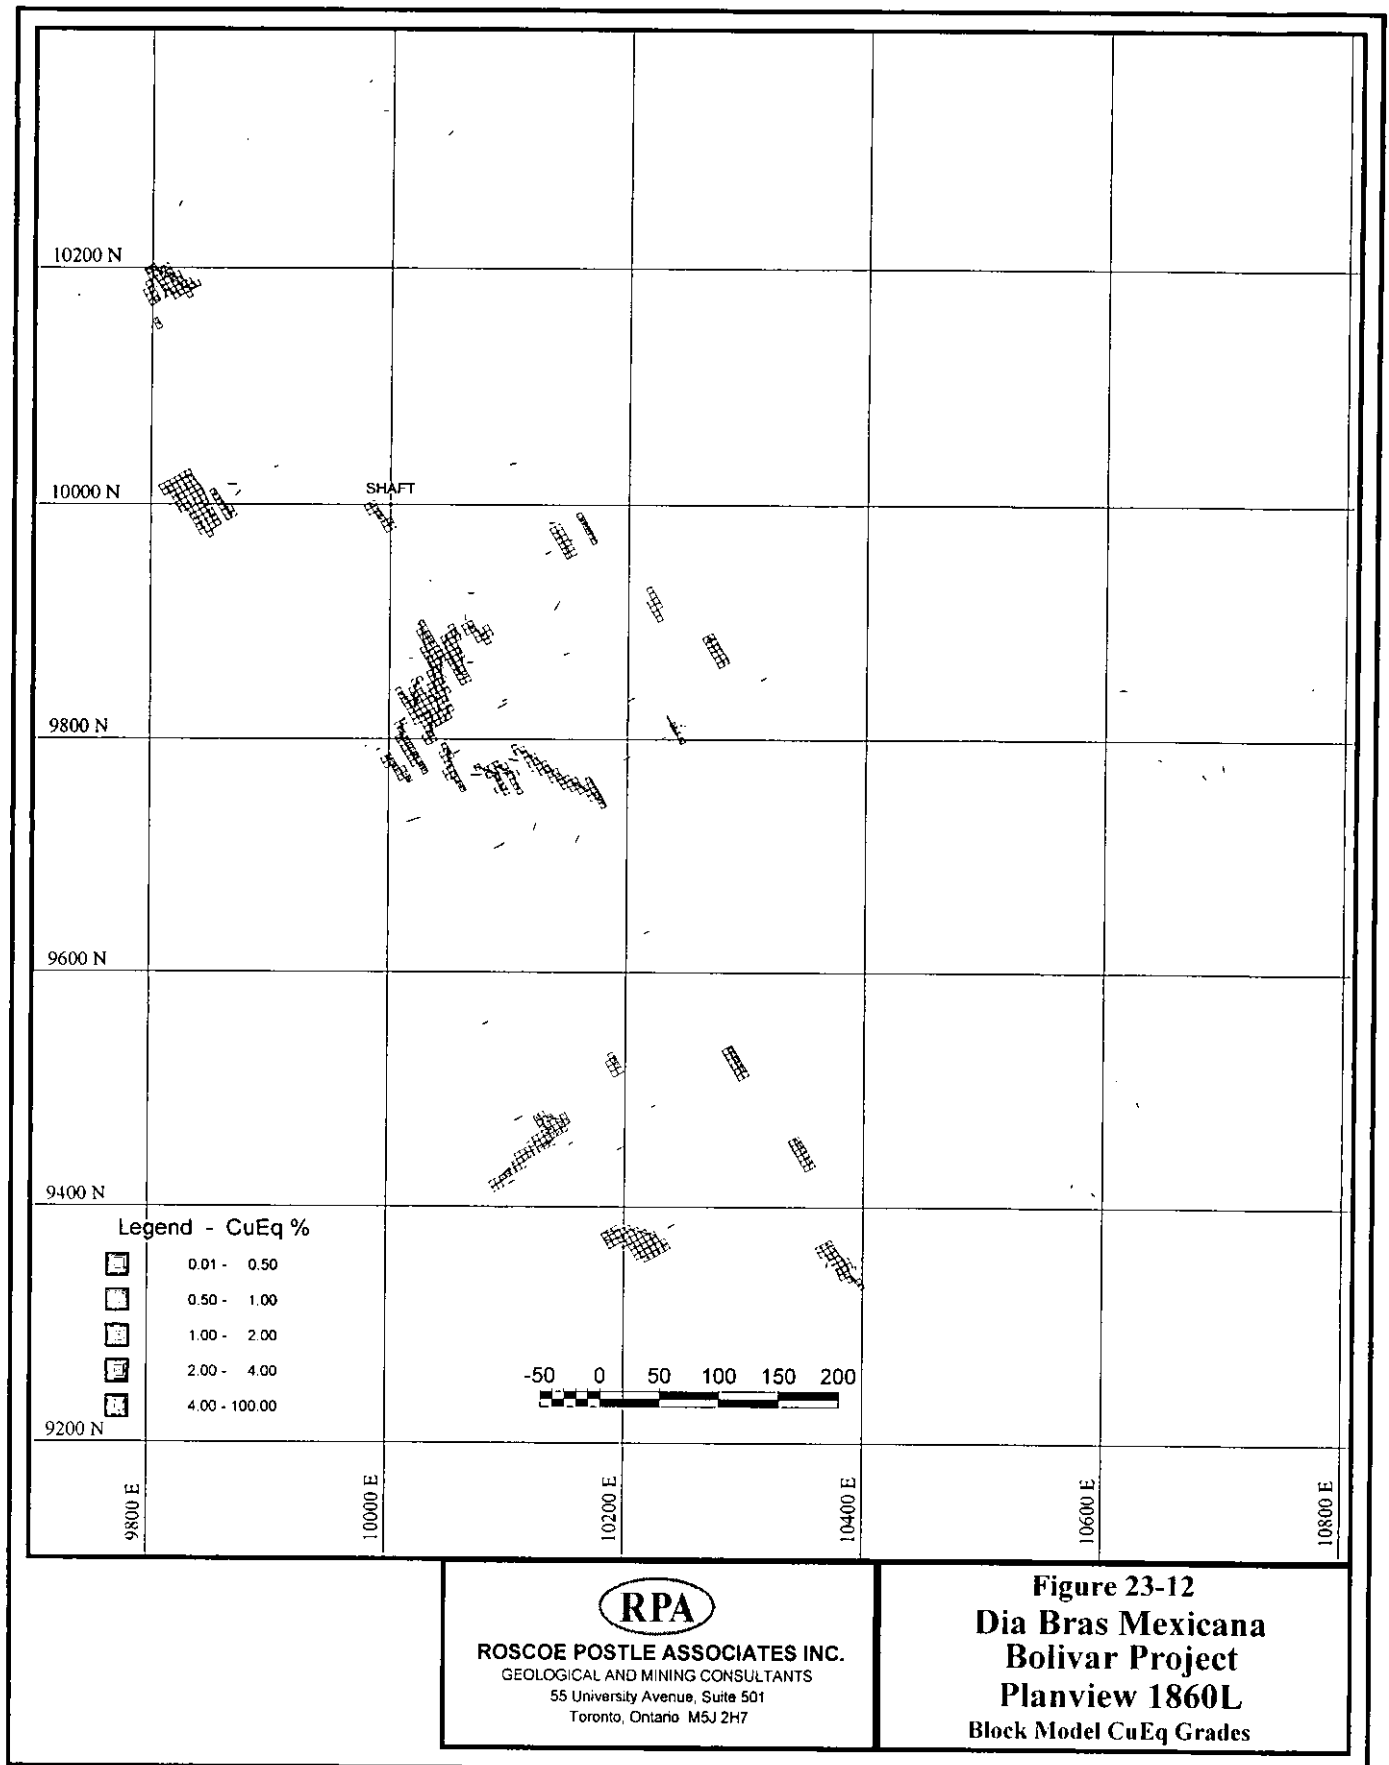 10200 N
10000 N
SHAFT
9800 N
9600 N
9400 N
Legend - CuEq %
0.01 - 0.50
0.50 - 1.00
1.00 - 2.00
2.00 - 4.00
4.00 - 100.00
-50 0 50 100 150 200
9200 N
9800 E
10000 E
10200 E
10400 E
10600 E
10800 E
RPA
ROSCOE POSTLE ASSOCIATES INC.
GEOLOGICAL AND MINING CONSULTANTS
55 University Avenue, Suite 501
Toronto, Ontario M5J 2H7
Figure 23-12
Dia Bras Mexicana
Bolivar Project
Planview 1860L
Block Model CuEq Grades